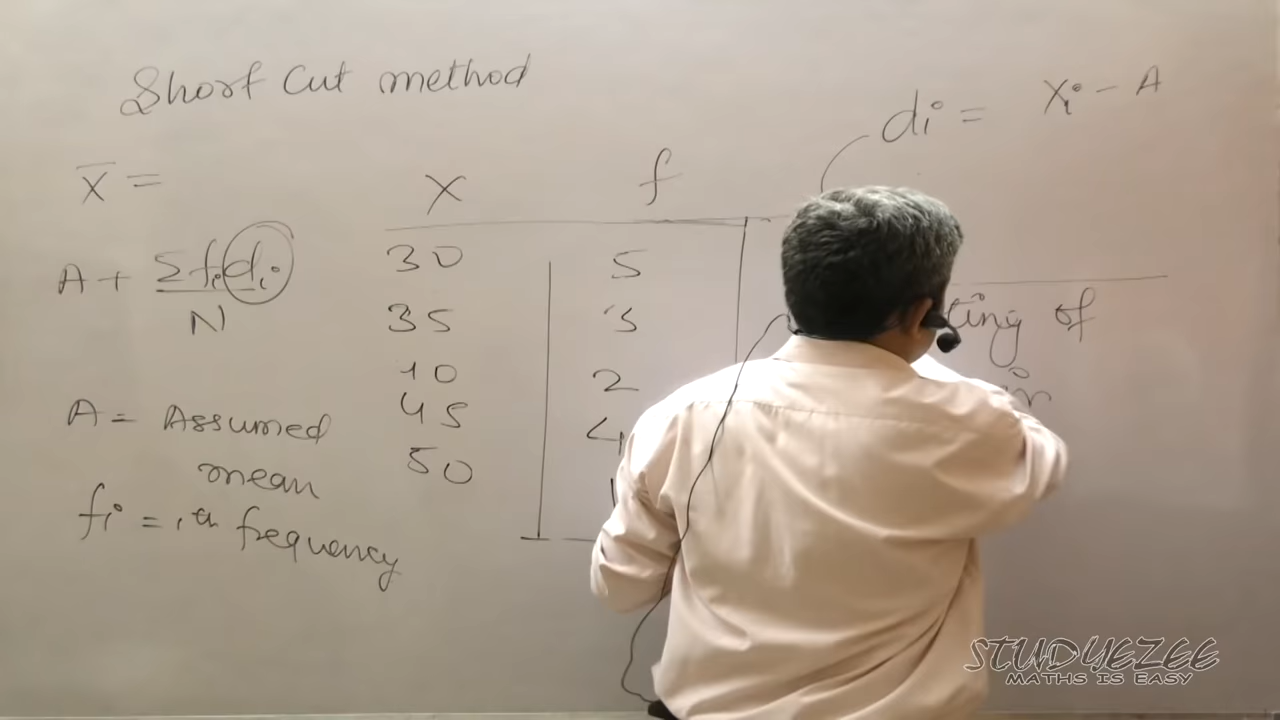 Short Cut method
di = xi - A
x̄ =
x f
A + Σfidi
N
30 5
35 3
10 2
45 4
50
A = Assumed
mean
fi = ith frequency
of
STUDYEZEE
MATHS IS EASY